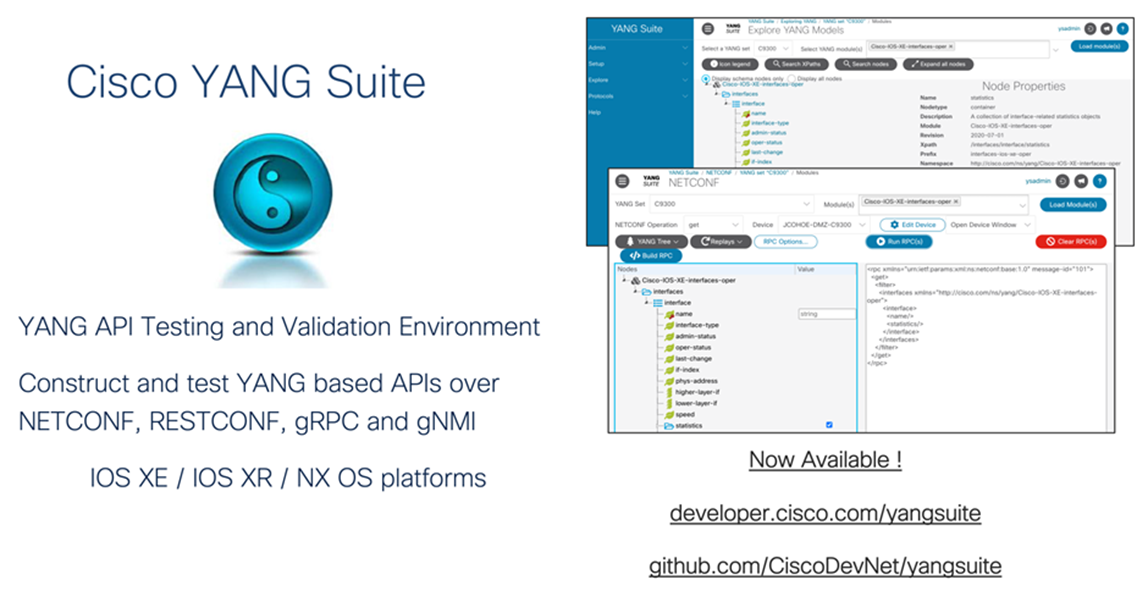 Cisco YANG Suite
YANG API Testing and Validation Environment
Construct and test YANG based APIs over
NETCONF, RESTCONF, gRPC and gNMI
IOS XE / IOS XR / NX OS platforms
YANG Suite
Admin
Setup
Explore
Protocols
Help
YANG SUITE
YANG Suite / Exploring YANG / YANG set "C9300" / Modules
Explore YANG Models
ysadmin
Select a YANG set C9300 Select YANG module(s) Cisco-IOS-XE-interfaces-oper × Load module(s)
Icon legend Search XPaths Search nodes Expand all nodes
Display schema nodes only Display all nodes
Cisco-IOS-XE-interfaces-oper
interfaces
interface
name
interface-type
admin-status
oper-status
last-change
if-index
Node Properties
Name statistics
Nodetype container
Description A collection of interface-related statistics objects
Module Cisco-IOS-XE-interfaces-oper
Revision 2020-07-01
Xpath /interfaces/interface/statistics
Prefix interfaces-ios-xe-oper
Namespace http://cisco.com/ns/yang/Cisco-IOS-XE-interfaces-oper
YANG SUITE
YANG Suite / NETCONF / YANG set "C9300" / Modules
NETCONF
ysadmin
YANG Set C9300 Module(s) Cisco-IOS-XE-interfaces-oper × Load Module(s)
NETCONF Operation get Device JCOHOE-DMZ-C9300 Edit Device Open Device Window
YANG Tree Replays RPC Options... Run RPC(s) Clear RPC(s)
Build RPC
Nodes Value
Cisco-IOS-XE-interfaces-oper
interfaces
interface
name string
interface-type
admin-status
oper-status
last-change
if-index
phys-address
higher-layer-if
lower-layer-if
speed
statistics
<rpc xmlns="urn:ietf:params:xml:ns:netconf:base:1.0" message-id="101">
<get>
<filter>
<interfaces xmlns="http://cisco.com/ns/yang/Cisco-IOS-XE-interfaces-
oper">
<interface>
<name/>
<statistics/>
</interface>
</interfaces>
</filter>
</get>
</rpc>
Now Available !
developer.cisco.com/yangsuite
github.com/CiscoDevNet/yangsuite